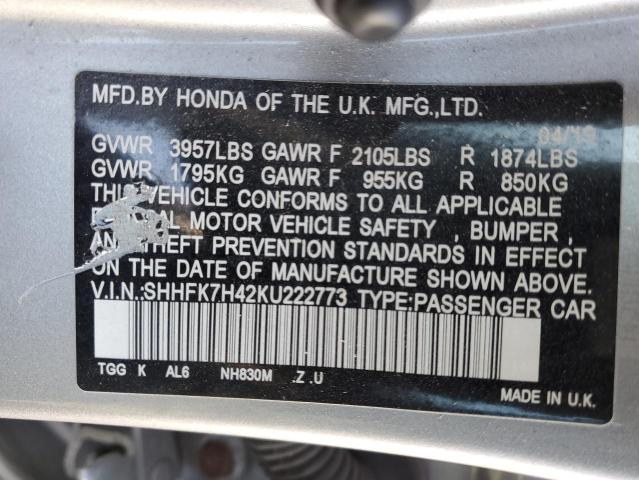 MFD.BY HONDA OF THE U.K. MFG.,LTD.
04/19
GVWR 3957LBS GAWR F 2105LBS R 1874LBS
GVWR 1795KG GAWR F 955KG R 850KG
THIS VEHICLE CONFORMS TO ALL APPLICABLE
MOTOR VEHICLE SAFETY , BUMPER ,
PREVENTION STANDARDS IN EFFECT
ON THE DATE OF MANUFACTURE SHOWN ABOVE.
V.I.N.:SHHFK7H42KU222773 TYPE:PASSENGER CAR
TGG K AL6 NH830M .Z .U
MADE IN U.K.